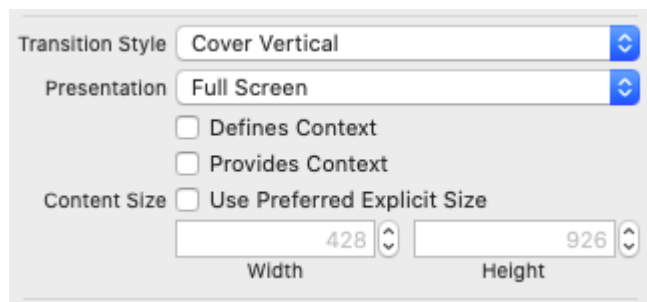 Transition Style Cover Vertical
Presentation Full Screen
Defines Context
Provides Context
Content Size Use Preferred Explicit Size
428 926
Width Height